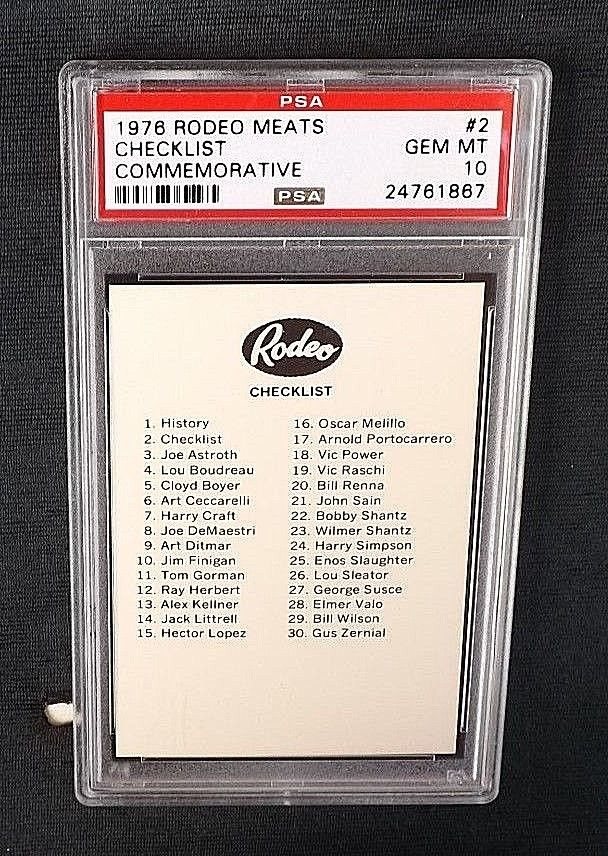 PSA
1976 RODEO MEATS #2
CHECKLIST GEM MT
COMMEMORATIVE 10
PSA 24761867
Rodeo
CHECKLIST
1. History
2. Checklist
3. Joe Astroth
4. Lou Boudreau
5. Cloyd Boyer
6. Art Ceccarelli
7. Harry Craft
8. Joe DeMaestri
9. Art Ditmar
10. Jim Finigan
11. Tom Gorman
12. Ray Herbert
13. Alex Kellner
14. Jack Littrell
15. Hector Lopez
16. Oscar Melillo
17. Arnold Portocarrero
18. Vic Power
19. Vic Raschi
20. Bill Renna
21. John Sain
22. Bobby Shantz
23. Wilmer Shantz
24. Harry Simpson
25. Enos Slaughter
26. Lou Sleator
27. George Susce
28. Elmer Valo
29. Bill Wilson
30. Gus Zernial